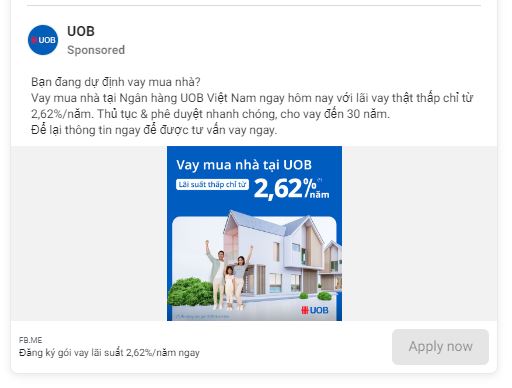 UOB
UOB
Sponsored
Bạn đang dự định vay mua nhà?
Vay mua nhà tại Ngân hàng UOB Việt Nam ngay hôm nay với lãi vay thật thấp chỉ từ
2,62%/năm. Thủ tục & phê duyệt nhanh chóng, cho vay đến 30 năm.
Để lại thông tin ngay để được tư vấn vay ngay.
Vay mua nhà tại UOB
Lãi suất thấp chỉ từ 2,62%(*) năm
UOB
FB.ME
Đăng ký gói vay lãi suất 2,62%/năm ngay
Apply now